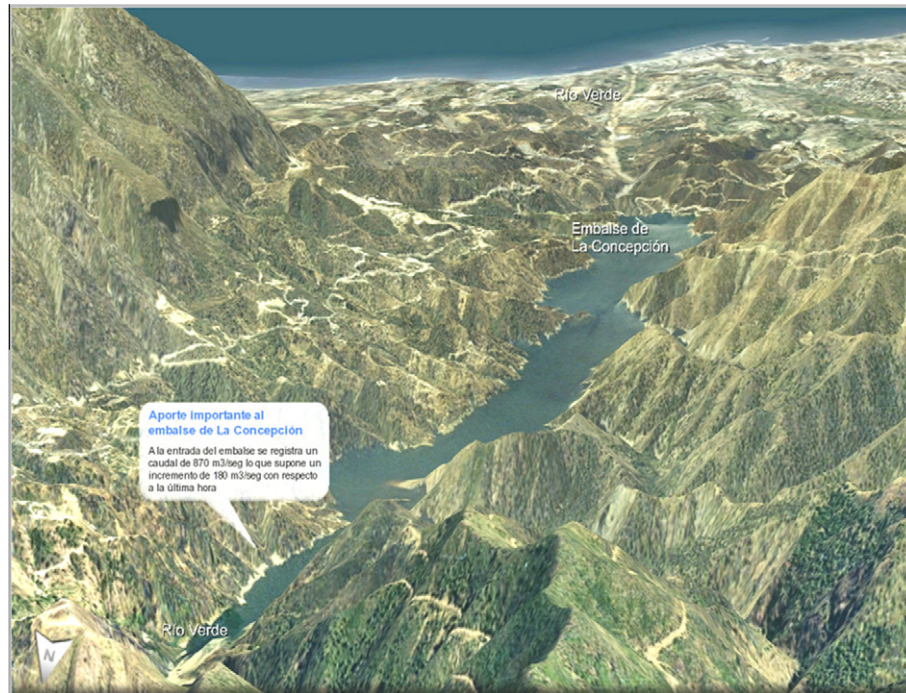 Río Verde
Embalse de
La Concepción
Aporte importante al
embalse de La Concepción
A la entrada del embalse se registra un
caudal de 870 m3/seg lo que supone un
incremento de 180 m3/seg con respecto
a la última hora
Río Verde
N